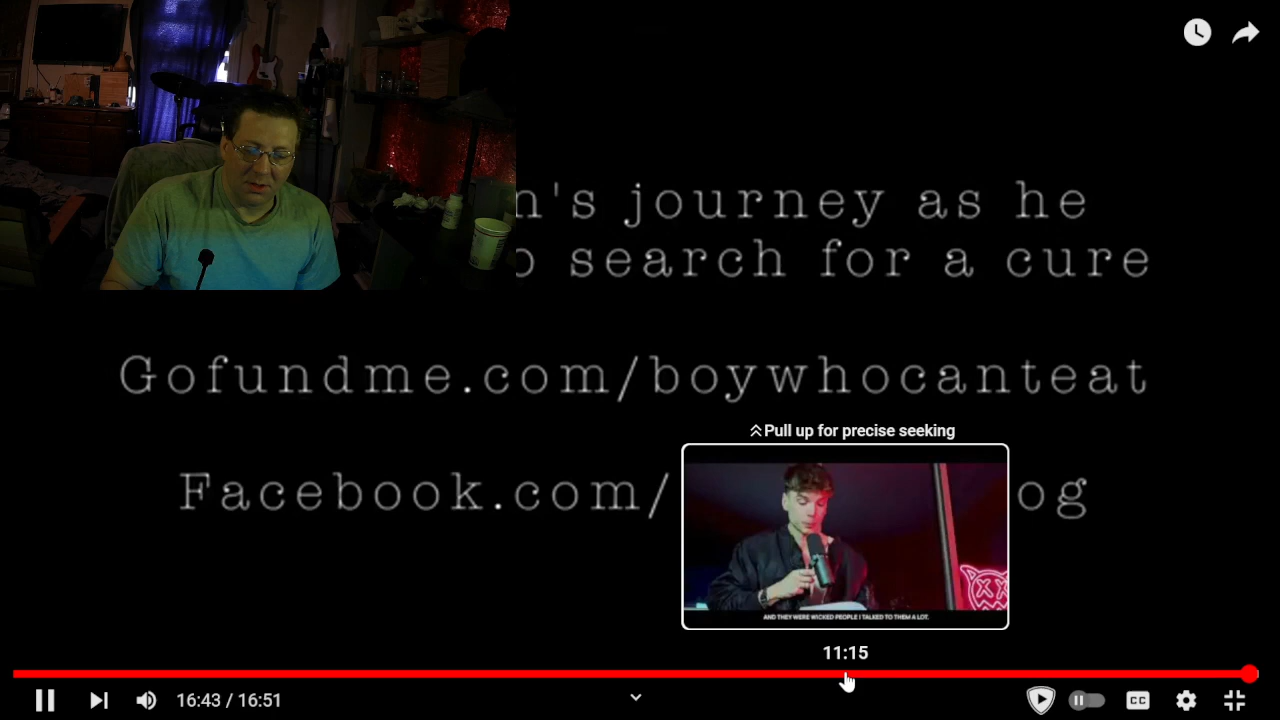 n's journey as he
o search for a cure
Gofundme.com/boywhocanteat
Facebook.com/
og
Pull up for precise seeking
AND THEY WERE WICKED PEOPLE I TALKED TO THEM A LOT.
11:15
16:43 / 16:51
CC